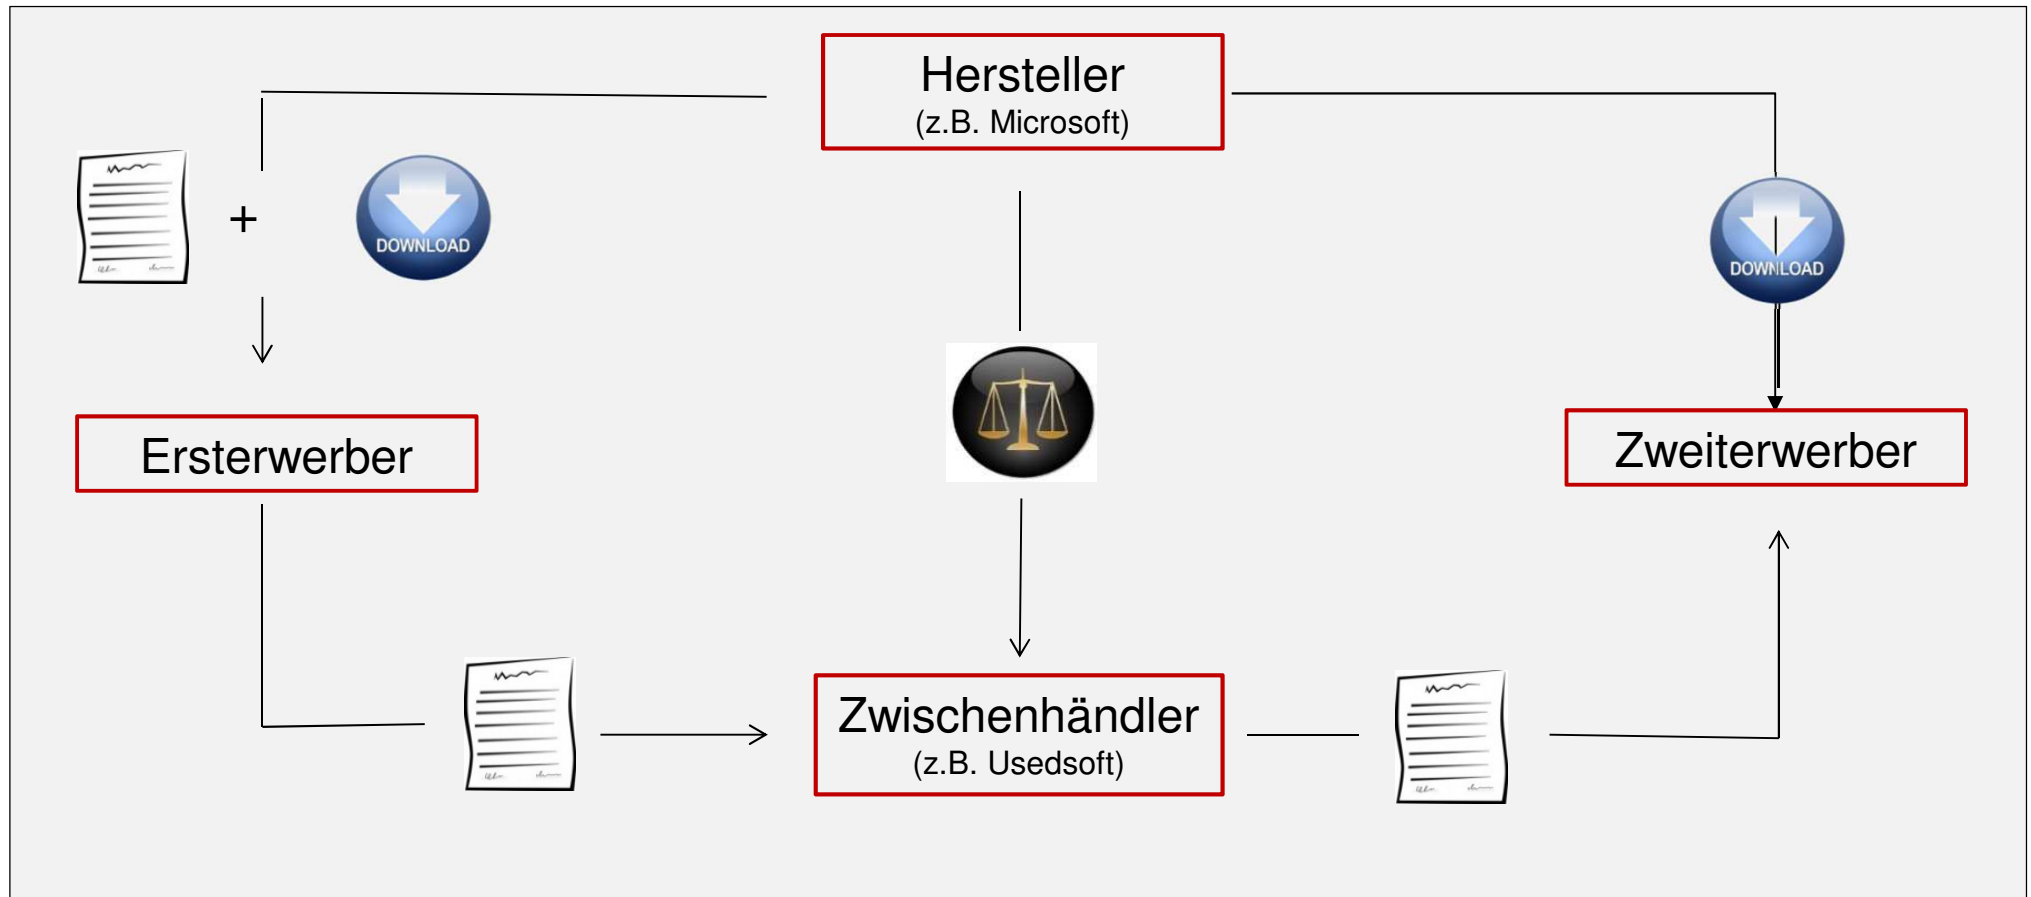 Hersteller
(z.B. Microsoft)
+
DOWNLOAD
DOWNLOAD
Ersterwerber
Zweiterwerber
Zwischenhändler
(z.B. Usedsoft)